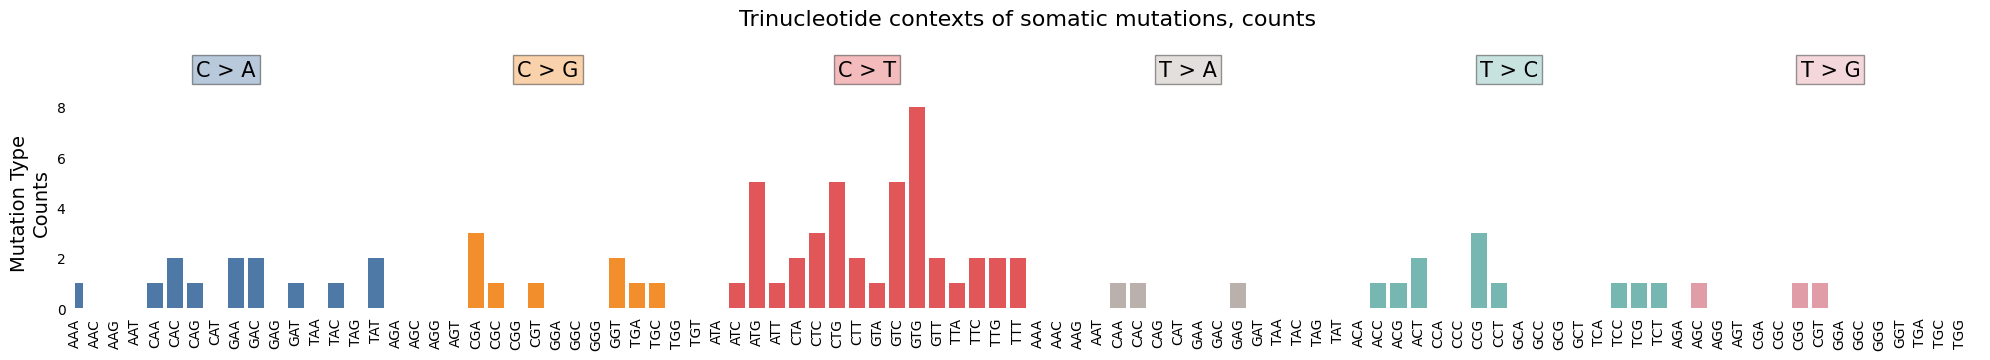 Trinucleotide contexts of somatic mutations, counts
C > A C > G C > T T > A T > C T > G
Mutation Type
Counts
8
6
4
2
0
AAA AAC AAG AAT CAA CAC CAG CAT GAA GAC GAG GAT TAA TAC TAG TAT AGA AGC AGG AGT CGA CGC CGG CGT GGA GGC GGG GGT TGA TGC TGG TGT ATA ATC ATG ATT CTA CTC CTG CTT GTA GTC GTG GTT TTA TTC TTG TTT AAA AAC AAG AAT CAA CAC CAG CAT GAA GAC GAG GAT TAA TAC TAG TAT ACA ACC ACG ACT CCA CCC CCG CCT GCA GCC GCG GCT TCA TCC TCG TCT AGA AGC AGG AGT CGA CGC CGG CGT GGA GGC GGG GGT TGA TGC TGG